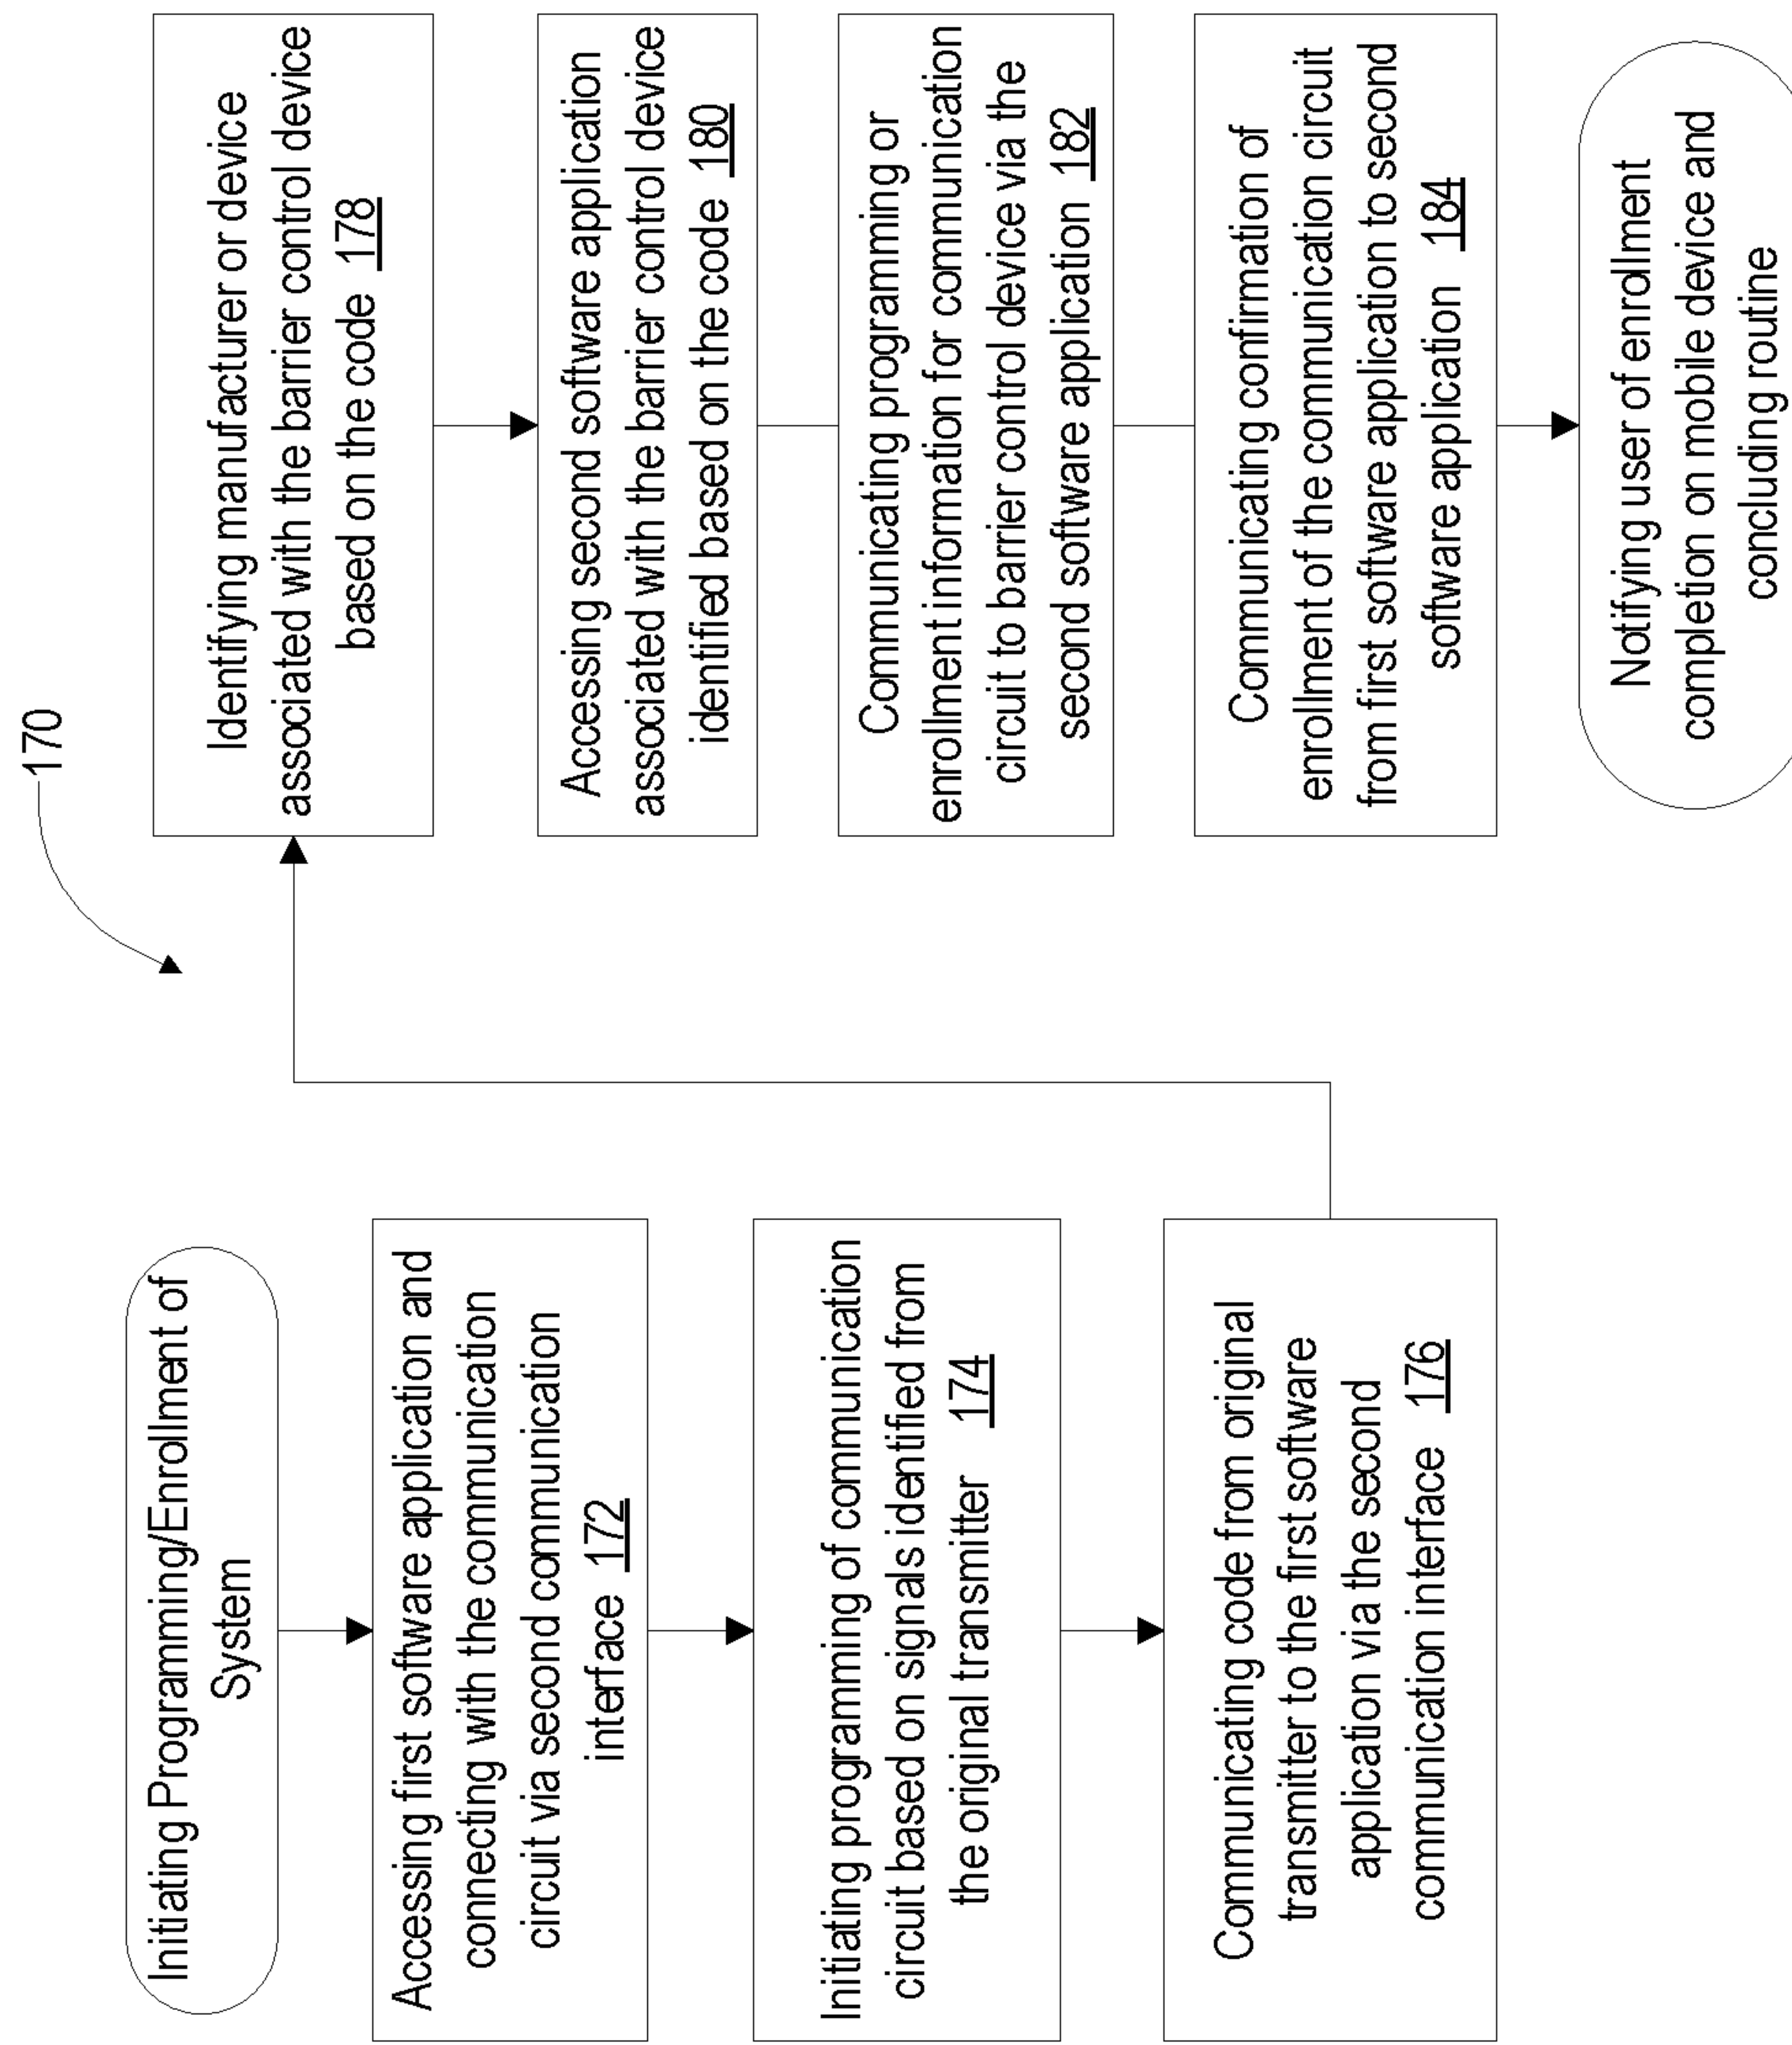 170
Initiating Programming/Enrollment of
System
Accessing first software application and
connecting with the communication
circuit via second communication
interface 172
Initiating programming of communication
circuit based on signals identified from
the original transmitter 174
Communicating code from original
transmitter to the first software
application via the second
communication interface 176
Identifying manufacturer or device
associated with the barrier control device
based on the code 178
Accessing second software application
associated with the barrier control device
identified based on the code 180
Communicating programming or
enrollment information for communication
circuit to barrier control device via the
second software application 182
Communicating confirmation of
enrollment of the communication circuit
from first software application to second
software application 184
Notifying user of enrollment
completion on mobile device and
concluding routine